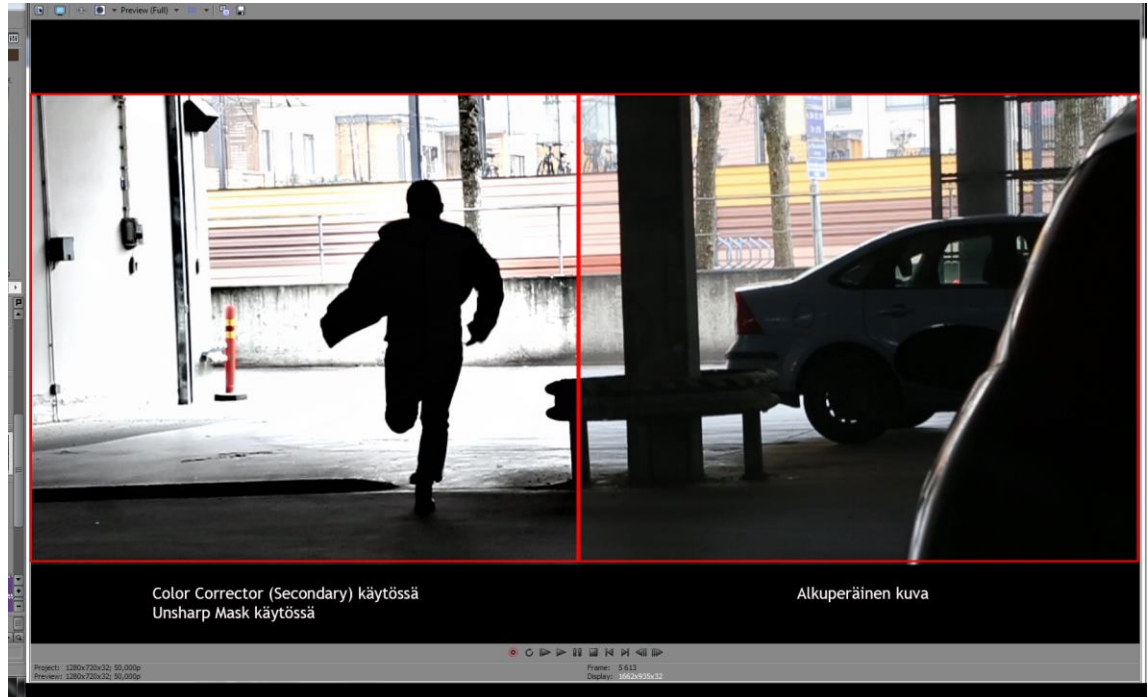 Preview (Full)
Color Corrector (Secondary) käytössä
Unsharp Mask käytössä
Alkuperäinen kuva
Project: 1280x720x32; 50,000p
Preview: 1280x720x32; 50,000p
Frame: 5 613
Display: 1662x935x32